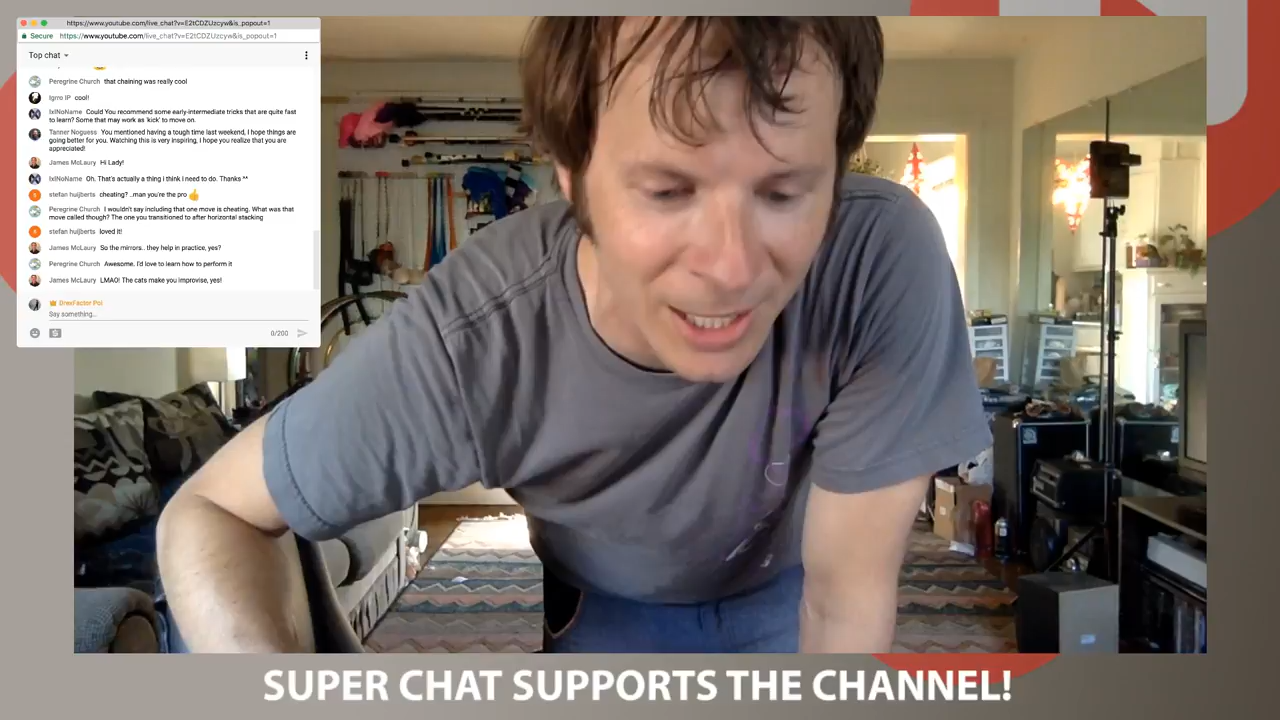 https://www.youtube.com/live_chat?v=E2tCDZUzcyw&is_popout=1
Secure https://www.youtube.com/live_chat?v=E2tCDZUzcyw&is_popout=1
Top chat
Peregrine Church that chaining was really cool
Igrro IP cool!
lxlNoName Could You recommend some early-intermediate tricks that are quite fast
to learn? Some that may work as 'kick' to move on.
Tanner Noguess You mentioned having a tough time last weekend, I hope things are
going better for you. Watching this is very inspiring, i hope you realize that you are
appreciated!
James McLaury Hi Lady!
lxlNoName Oh. That's actually a thing i think i need to do. Thanks ^^
stefan huijberts cheating? ..man you're the pro
Peregrine Church I wouldn't say including that one move is cheating. What was that
move called though? The one you transitioned to after horizontal stacking
stefan huijberts loved it!
James McLaury So the mirrors.. they help in practice, yes?
Peregrine Church Awesome. I'd love to learn how to perform it
James McLaury LMAO! The cats make you improvise, yes!
DrexFactor Poi
Say something...
0/200
SUPER CHAT SUPPORTS THE CHANNEL!